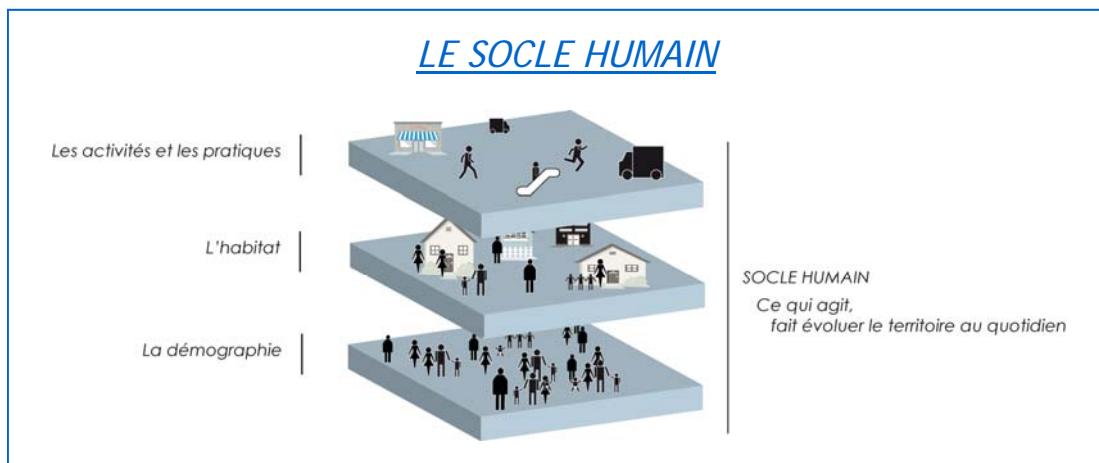 LE SOCLE HUMAIN
Les activités et les pratiques
L'habitat
La démographie
SOCLE HUMAIN
Ce qui agit,
fait évoluer le territoire au quotidien